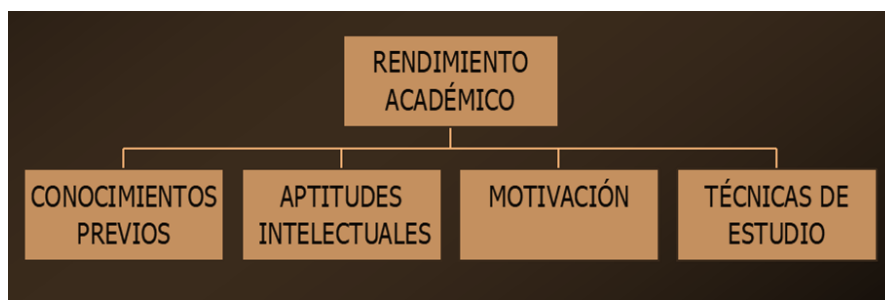 RENDIMIENTO
ACADÉMICO
CONOCIMIENTOS
PREVIOS
APTITUDES
INTELECTUALES
MOTIVACIÓN
TÉCNICAS DE
ESTUDIO